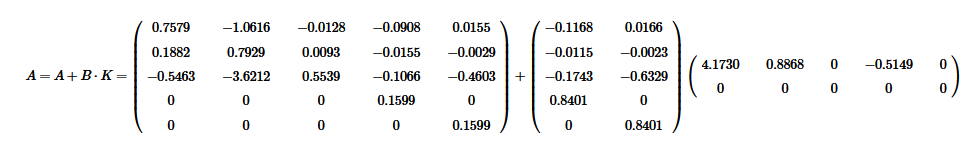 0.7579 −1.0616 −0.0128 −0.0908 0.0155 −0.1168 0.0166
0.1882 0.7929 0.0093 −0.0155 −0.0029 −0.0115 −0.0023 4.1730 0.8868 0 −0.5149 0
A = A + B · K = −0.5463 −3.6212 0.5539 −0.1066 −0.4603 + −0.1743 −0.6329 0 0 0 0 0
0 0 0 0.1599 0 0.8401 0
0 0 0 0 0.1599 0 0.8401